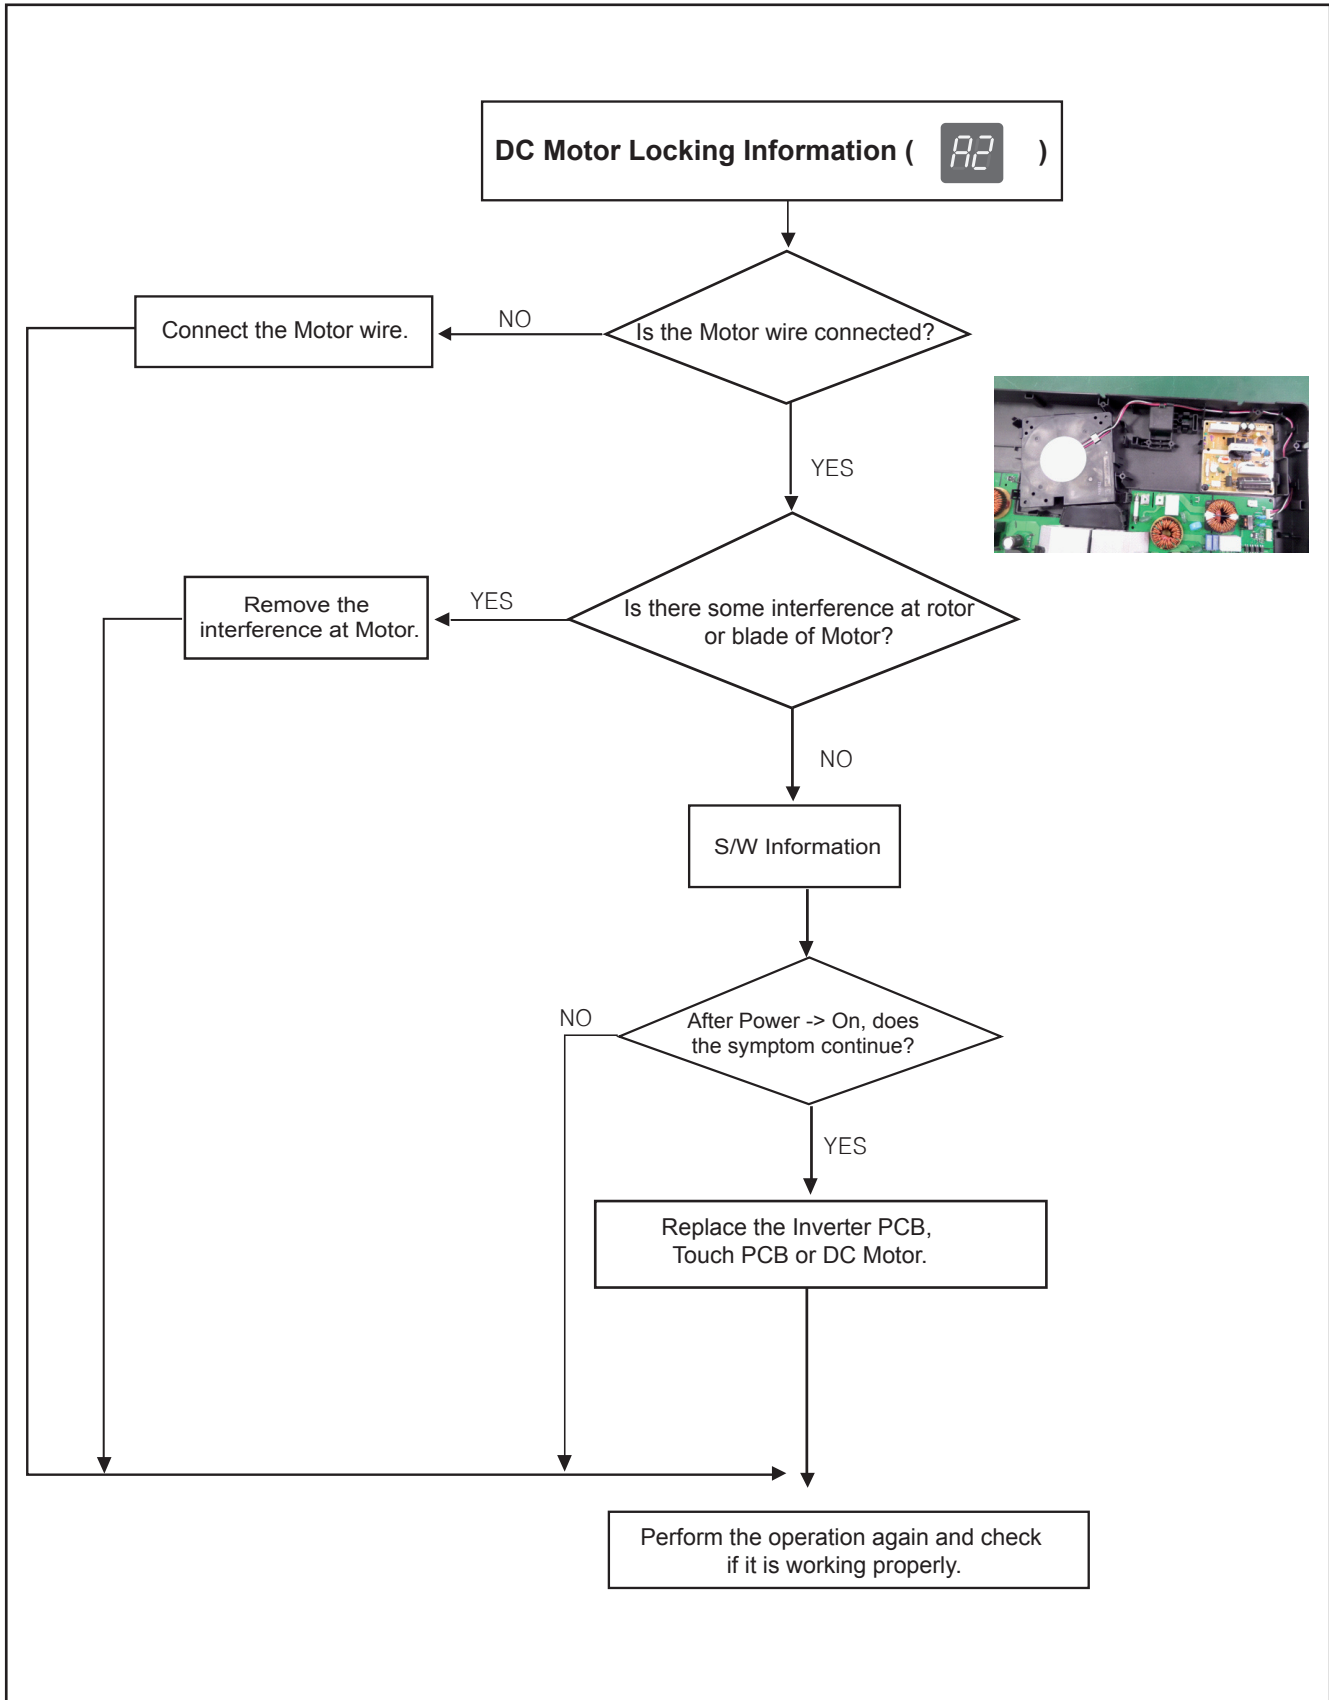 DC Motor Locking Information ( A2 )
Is the Motor wire connected?
NO
Connect the Motor wire.
YES
Is there some interference at rotor
or blade of Motor?
YES
Remove the
interference at Motor.
NO
S/W Information
After Power -> On, does
the symptom continue?
NO
YES
Replace the Inverter PCB,
Touch PCB or DC Motor.
Perform the operation again and check
if it is working properly.